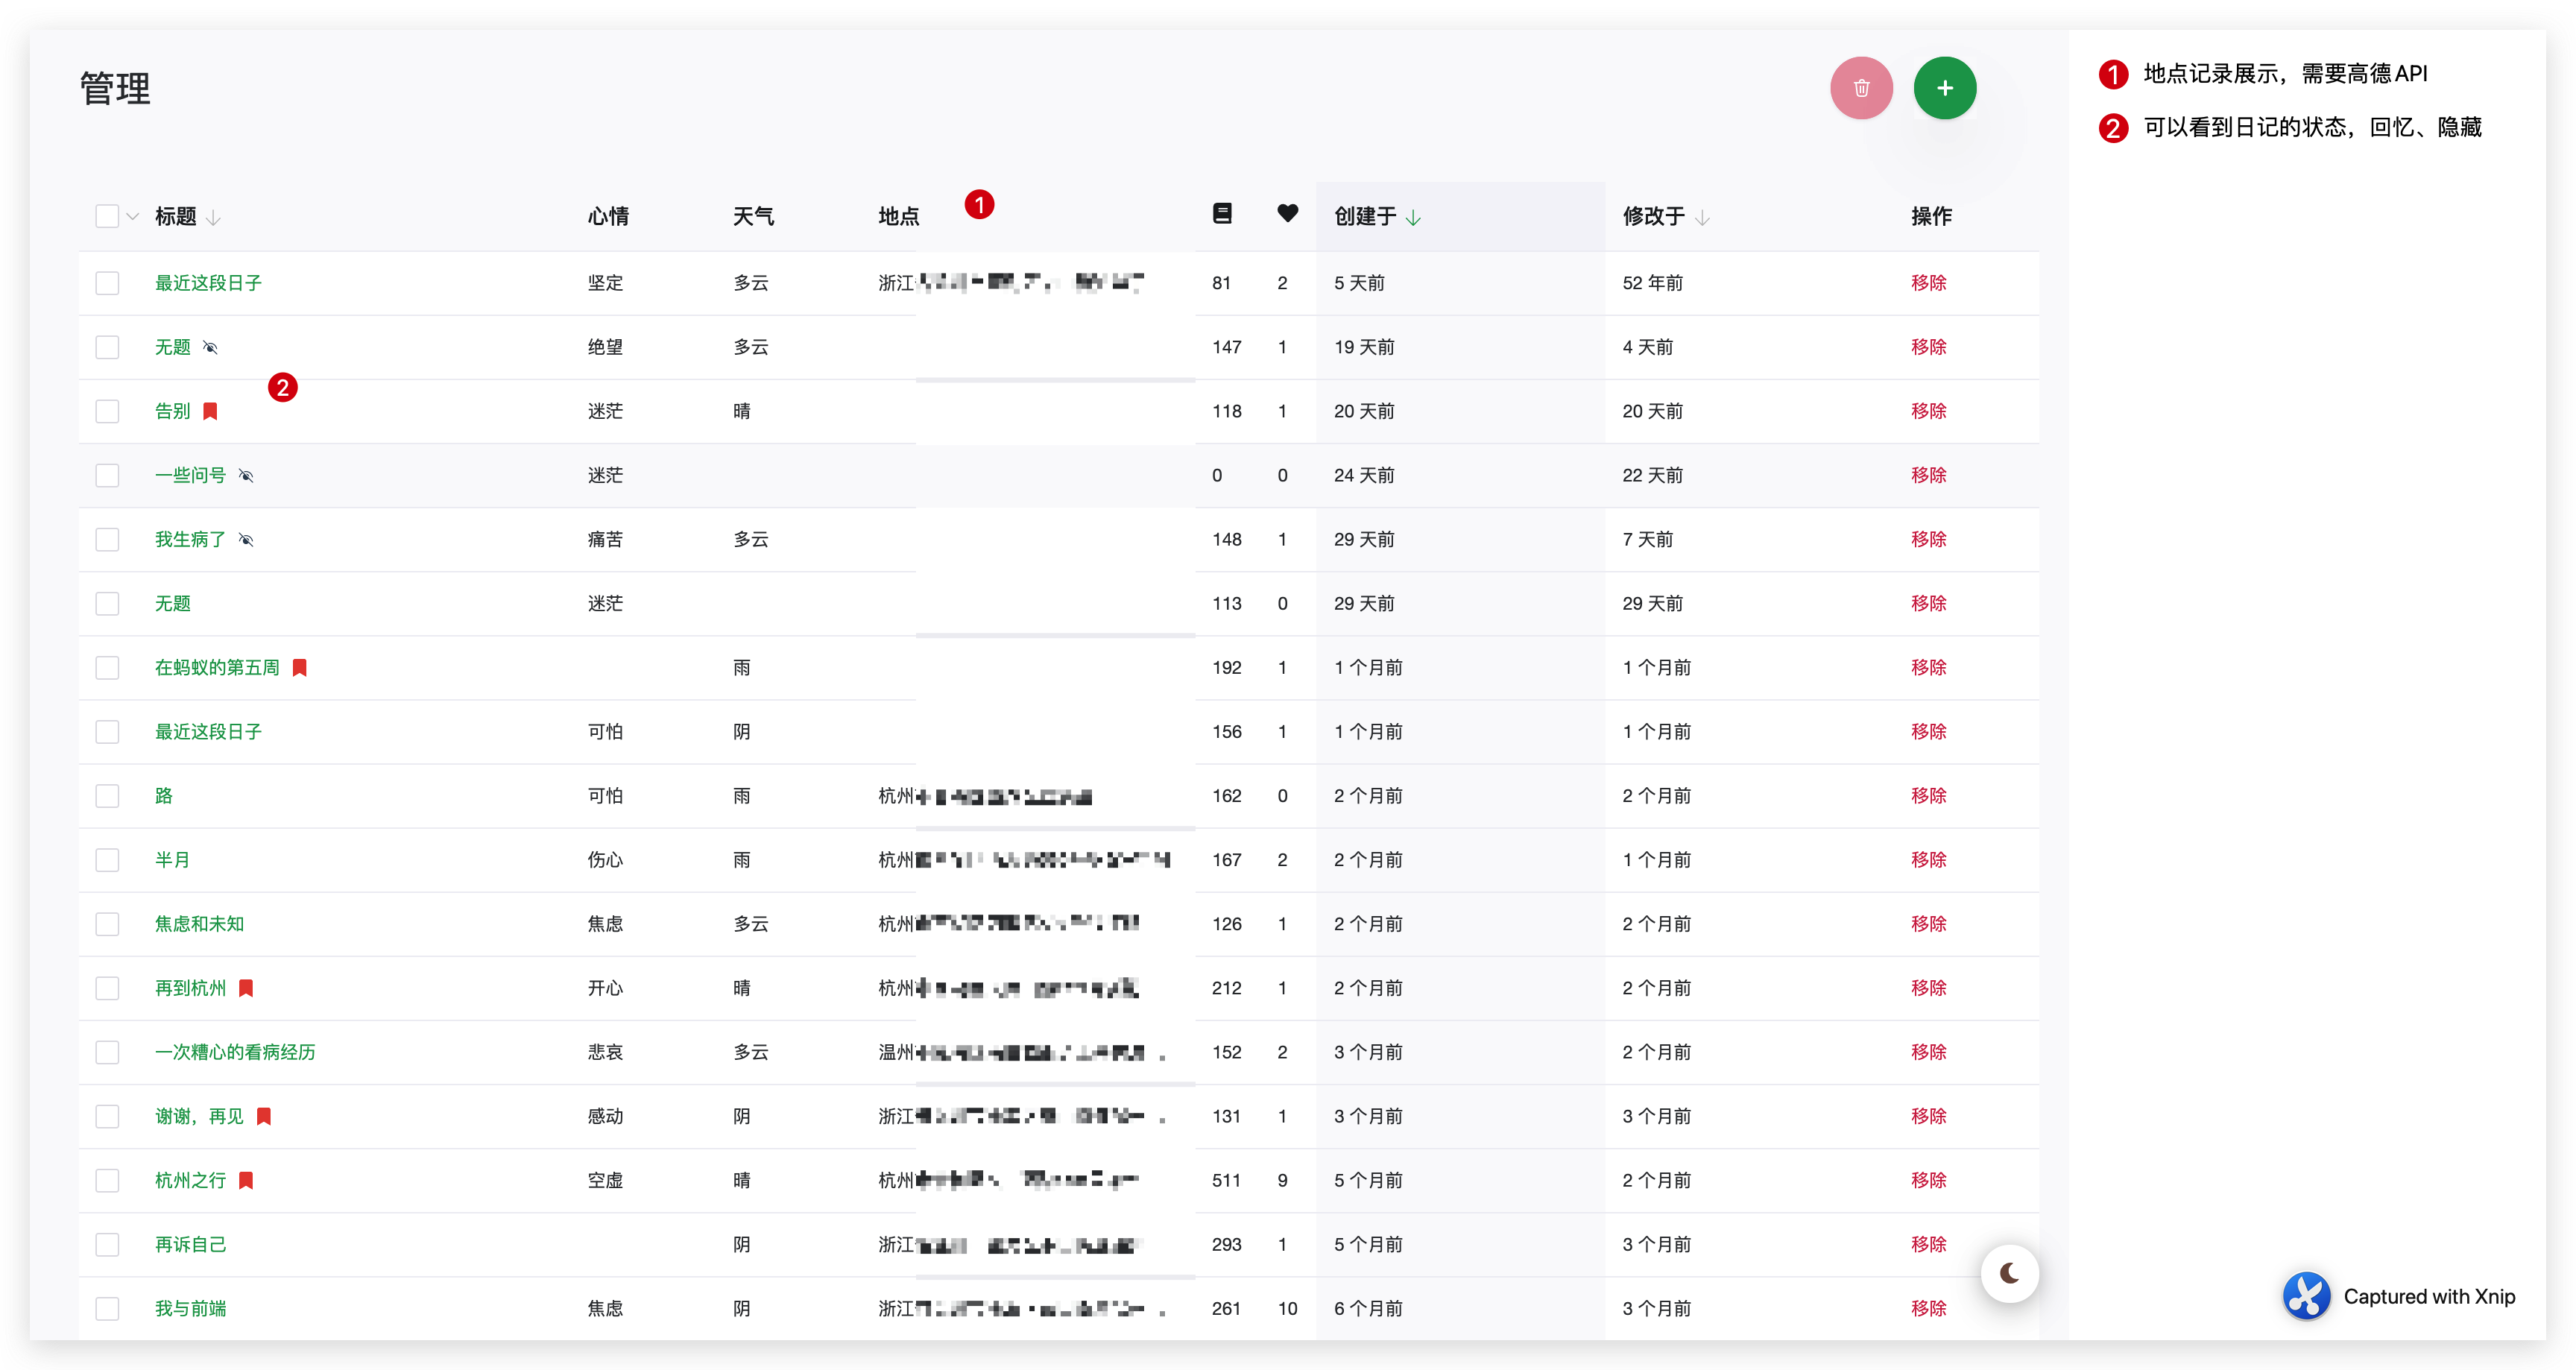 管理
1 地点记录展示，需要高德API
2 可以看到日记的状态，回忆、隐藏
标题 心情 天气 地点 1 创建于 修改于 操作
最近这段日子 坚定 多云 浙江 81 2 5 天前 52 年前 移除
无题 绝望 多云 147 1 19 天前 4 天前 移除
2
告别 迷茫 晴 118 1 20 天前 20 天前 移除
一些问号 迷茫 0 0 24 天前 22 天前 移除
我生病了 痛苦 多云 148 1 29 天前 7 天前 移除
无题 迷茫 113 0 29 天前 29 天前 移除
在蚂蚁的第五周 雨 192 1 1 个月前 1 个月前 移除
最近这段日子 可怕 阴 156 1 1 个月前 1 个月前 移除
路 可怕 雨 杭州 162 0 2 个月前 2 个月前 移除
半月 伤心 雨 杭州 167 2 2 个月前 1 个月前 移除
焦虑和未知 焦虑 多云 杭州 126 1 2 个月前 2 个月前 移除
再到杭州 开心 晴 杭州 212 1 2 个月前 2 个月前 移除
一次糟心的看病经历 悲哀 多云 温州 152 2 3 个月前 2 个月前 移除
谢谢，再见 感动 阴 浙江 131 1 3 个月前 3 个月前 移除
杭州之行 空虚 晴 杭州 511 9 5 个月前 2 个月前 移除
再诉自己 阴 浙江 293 1 5 个月前 3 个月前 移除
我与前端 焦虑 阴 浙江 261 10 6 个月前 3 个月前 移除
Captured with Xnip